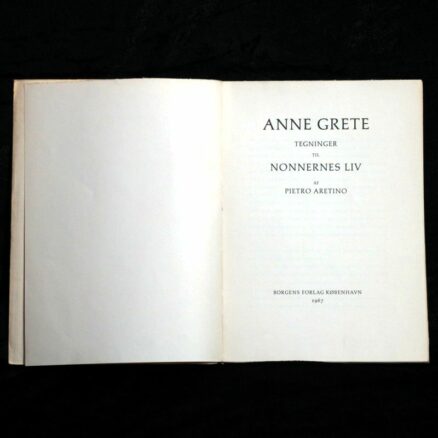 ANNE GRETE
TEGNINGER
TIL
NONNERNES LIV
AF
PIETRO ARETINO
BORGENS FORLAG KØBENHAVN
1967